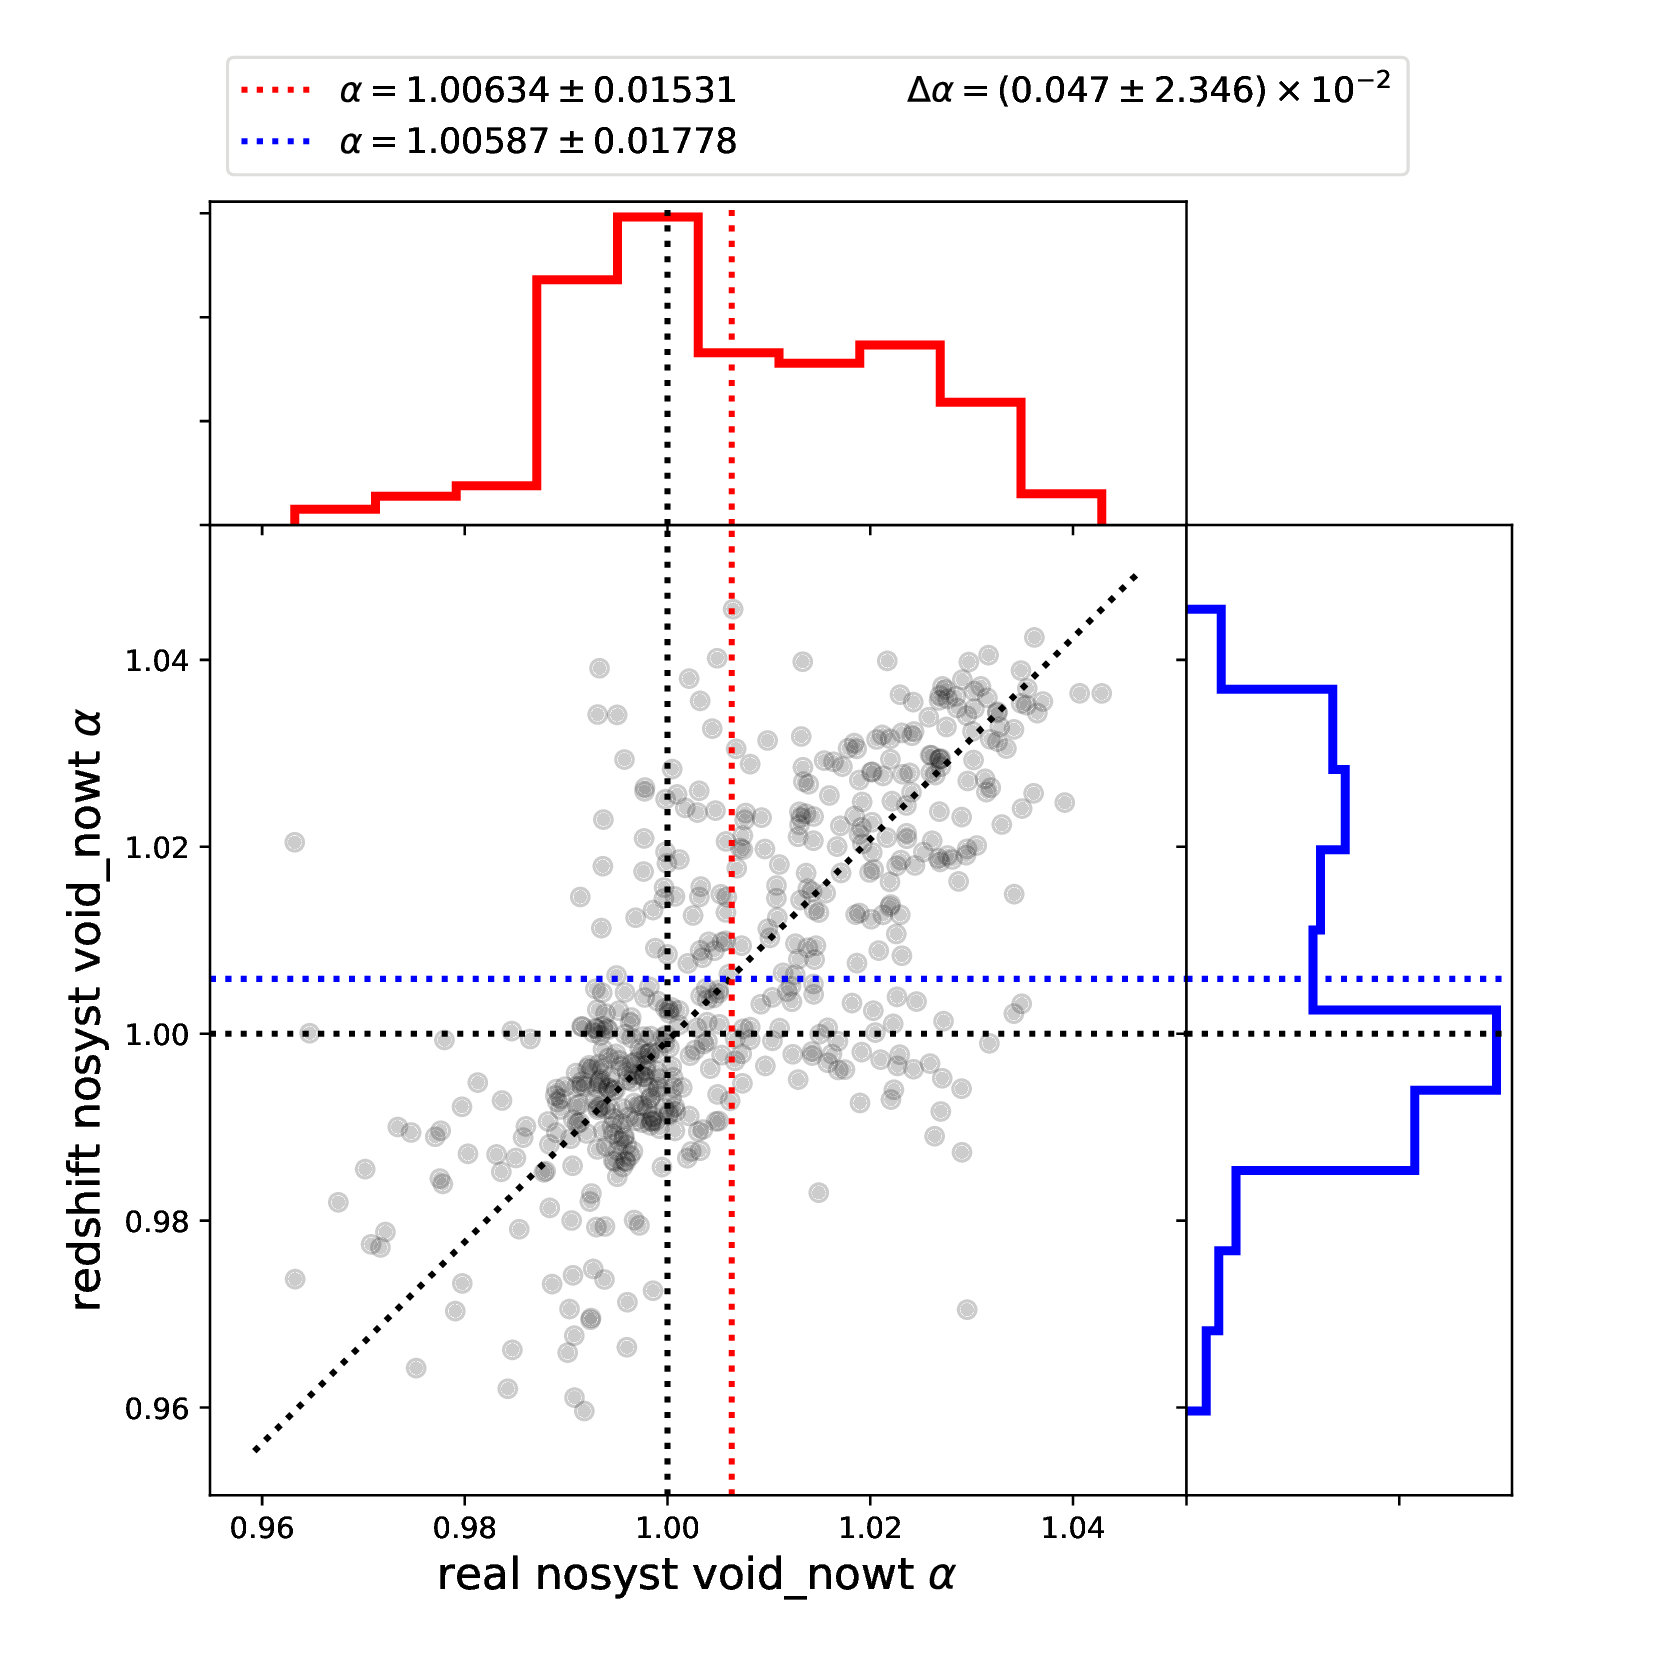 α = 1.00634 ± 0.01531
α = 1.00587 ± 0.01778
Δα = (0.047 ± 2.346) × 10⁻²
1.04
1.02
1.00
0.98
0.96
redshift nosyst void_nowt α
0.96 0.98 1.00 1.02 1.04
real nosyst void_nowt α